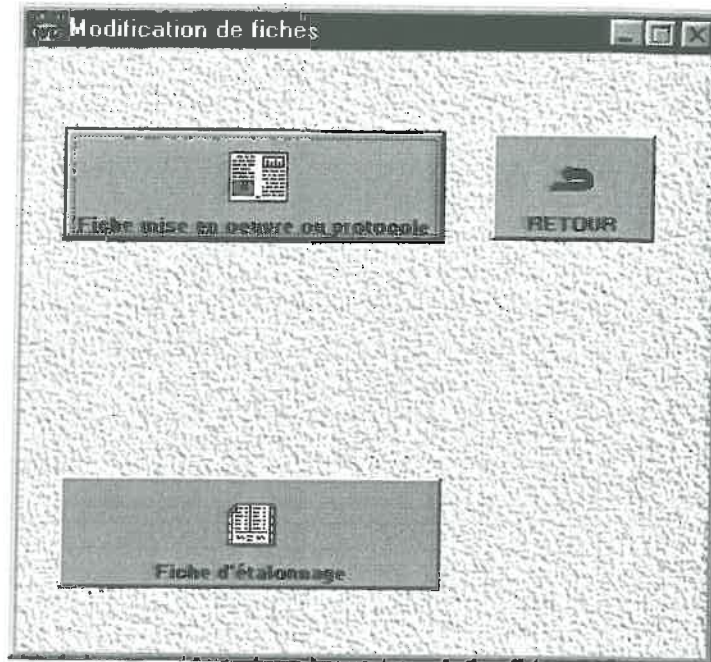 Modification de fiches
Fiche mise en oeuvre ou protocole
RETOUR
Fiche d'étalonnage